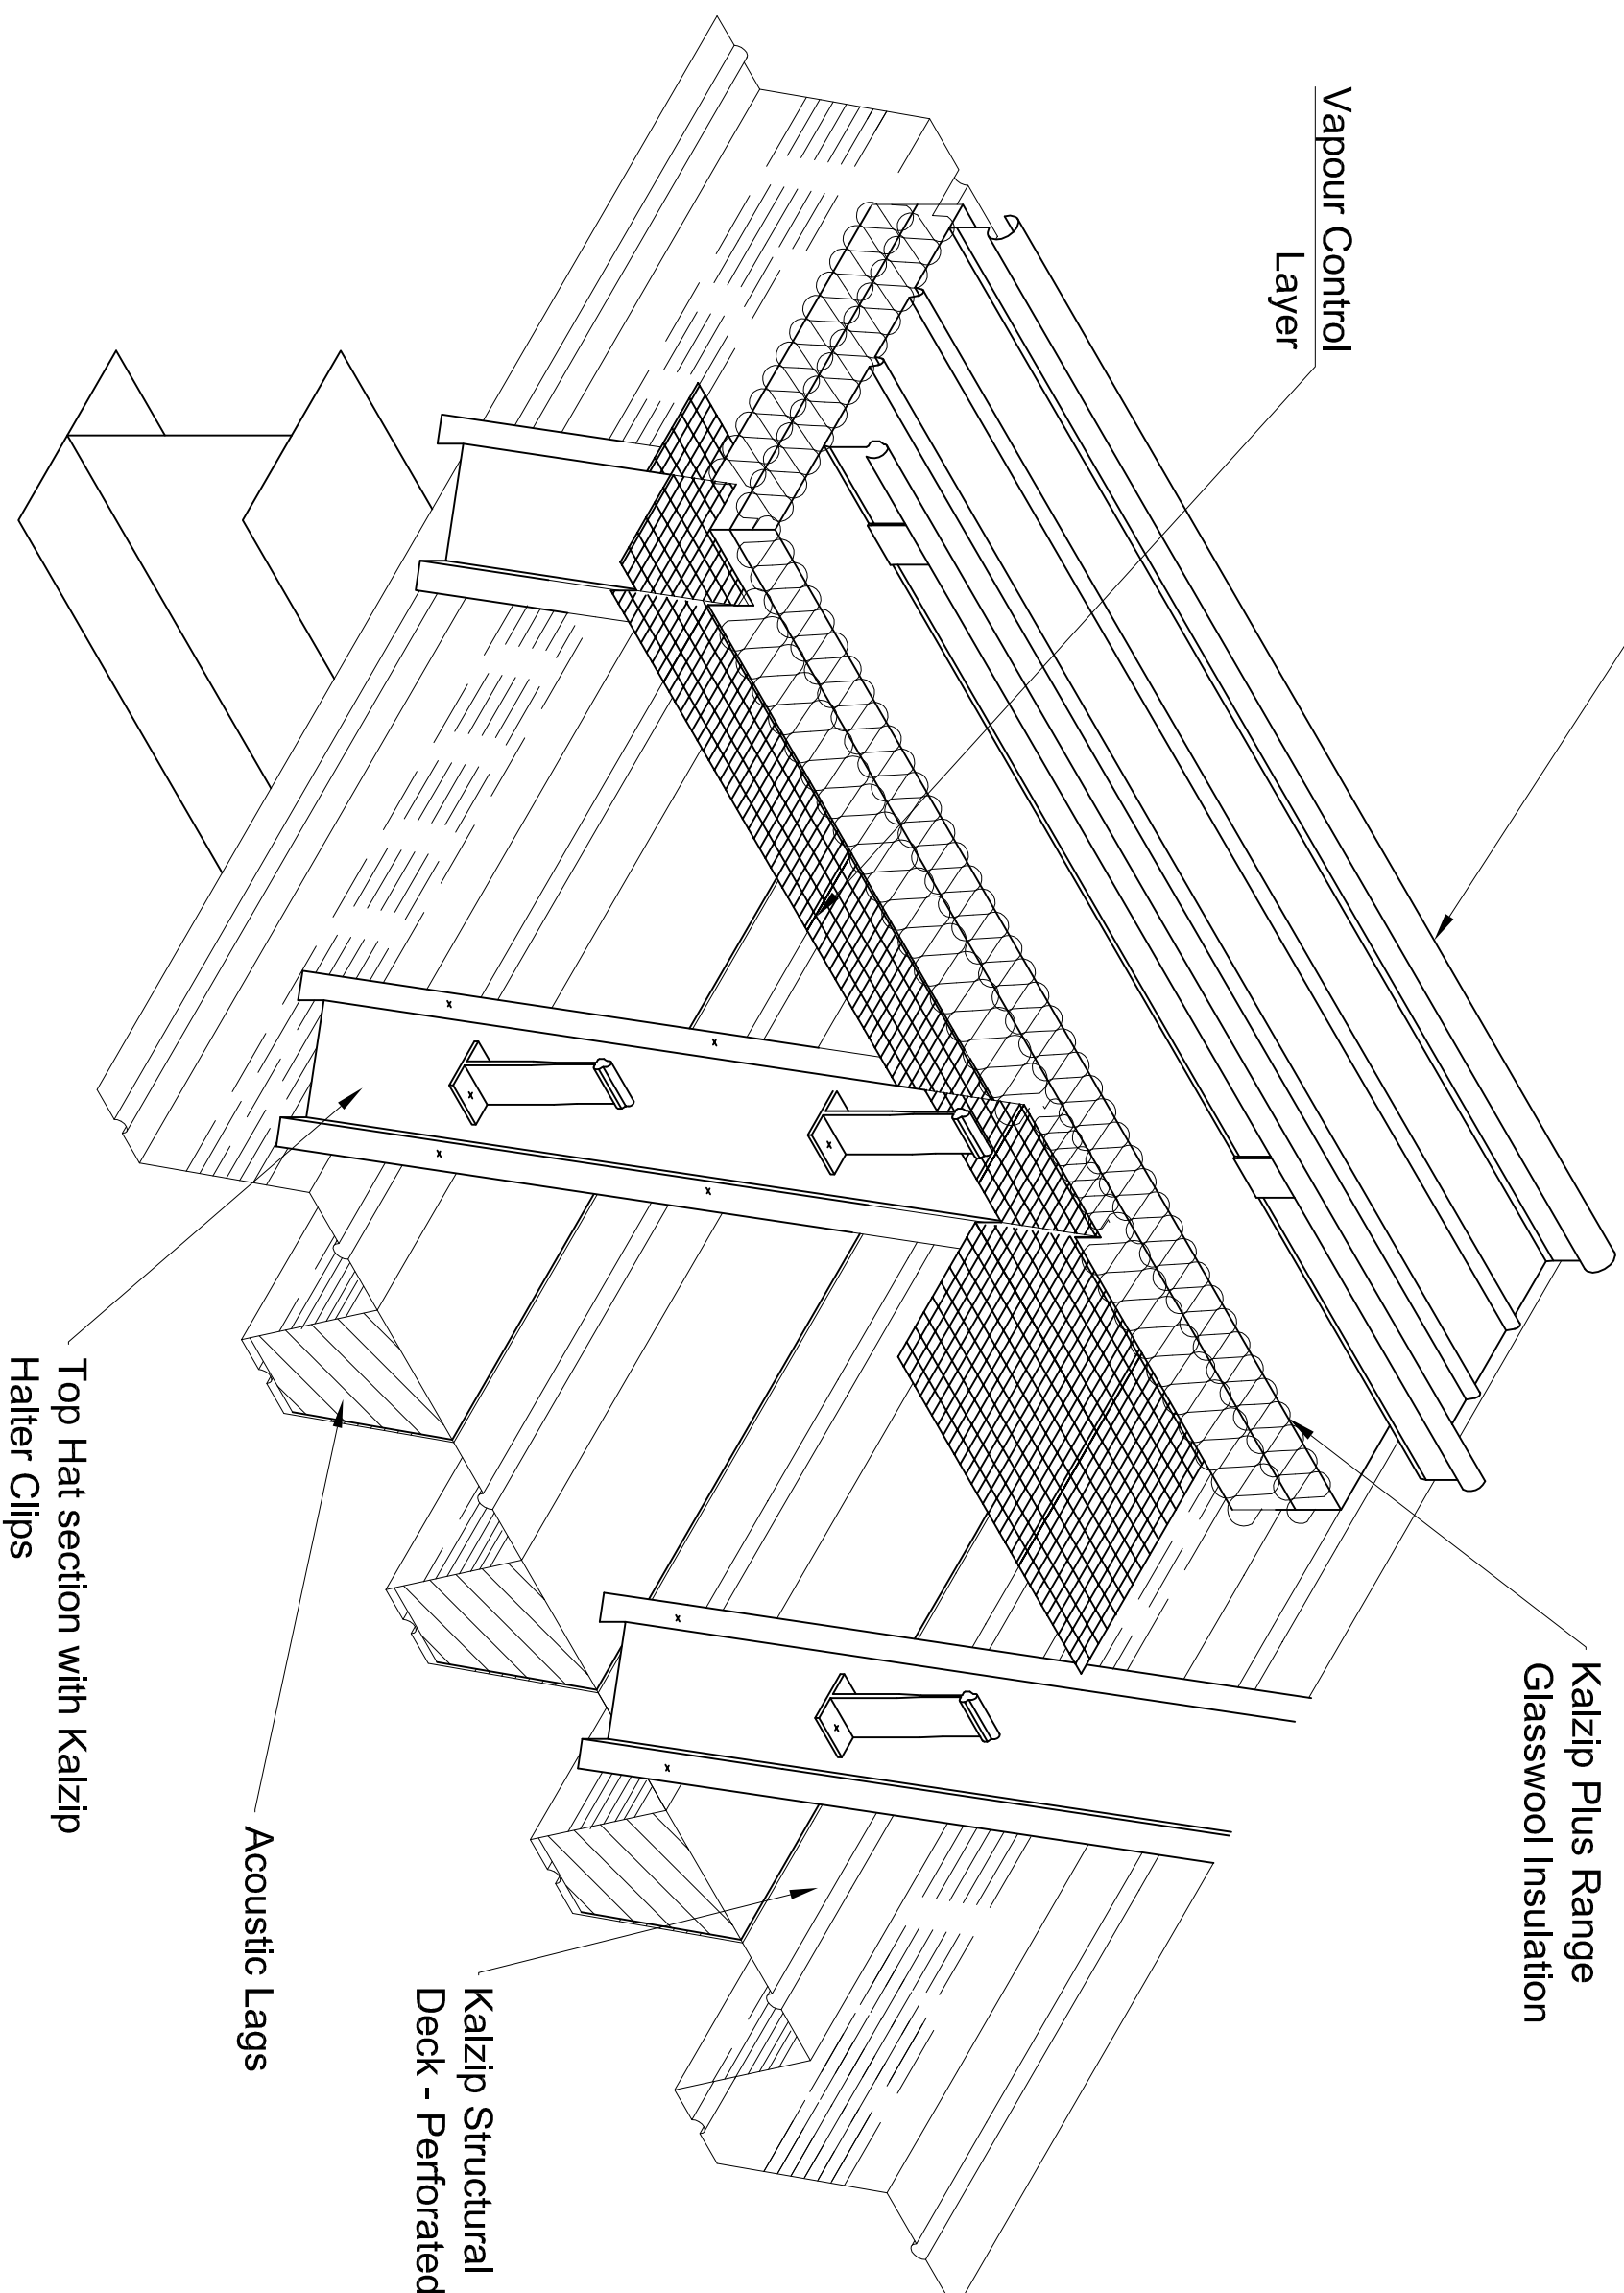 Vapour Control
Layer
Kalzip Plus Range
Glasswool Insulation
Kalzip Structural
Deck - Perforated
Acoustic Lags
Top Hat section with Kalzip
Halter Clips